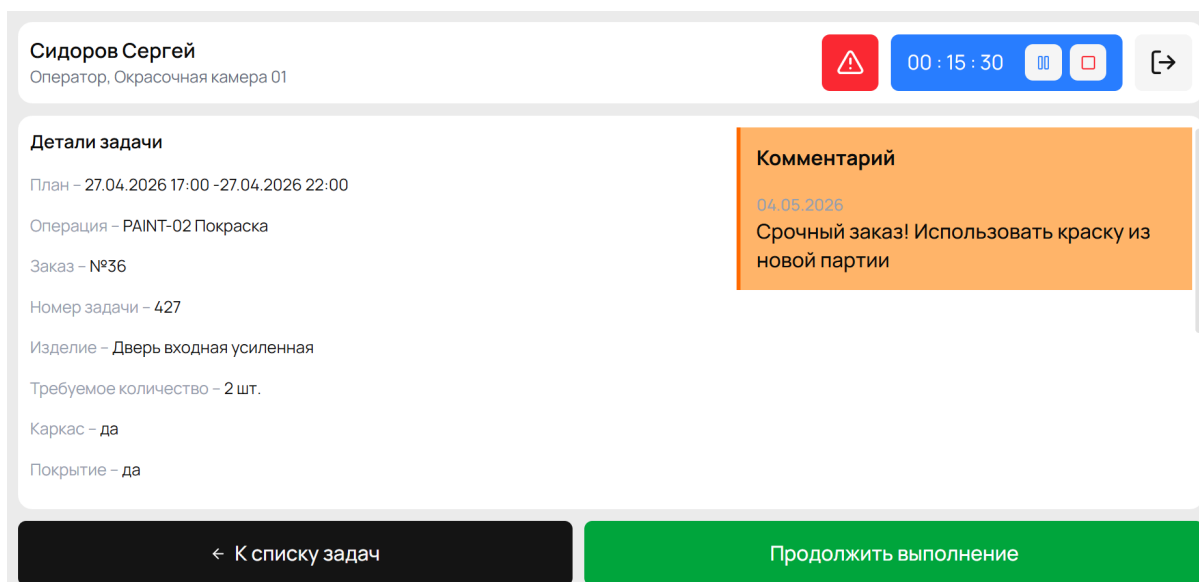 Сидоров Сергей
Оператор, Окрасочная камера 01
00 : 15 : 30
Детали задачи
План – 27.04.2026 17:00 -27.04.2026 22:00
Операция – PAINT-02 Покраска
Заказ – №36
Номер задачи – 427
Изделие – Дверь входная усиленная
Требуемое количество – 2 шт.
Каркас – да
Покрытие – да
Комментарий
04.05.2026
Срочный заказ! Использовать краску из
новой партии
← К списку задач
Продолжить выполнение